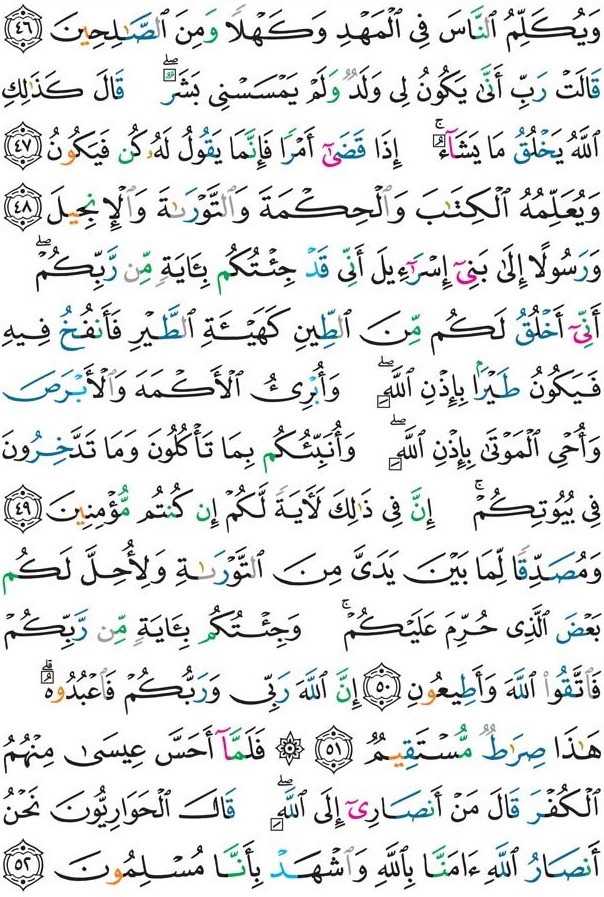 وَيُكَلِّمُ ٱلنَّاسَ فِي ٱلْمَهْدِ وَكَهْلًا وَمِنَ ٱلصَّٰلِحِينَ ٤٦
قَالَتْ رَبِّ أَنَّىٰ يَكُونُ لِي وَلَدٌ وَلَمْ يَمْسَسْنِي بَشَرٌۖ قَالَ كَذَٰلِكِ
ٱللَّهُ يَخْلُقُ مَا يَشَآءُۚ إِذَا قَضَىٰٓ أَمْرًا فَإِنَّمَا يَقُولُ لَهُۥ كُن فَيَكُونُ ٤٧
وَيُعَلِّمُهُ ٱلْكِتَٰبَ وَٱلْحِكْمَةَ وَٱلتَّوْرَىٰةَ وَٱلْإِنجِيلَ ٤٨
وَرَسُولًا إِلَىٰ بَنِيٓ إِسْرَٰٓءِيلَ أَنِّي قَدْ جِئْتُكُم بِـَٔايَةٍ مِّن رَّبِّكُمْۖ
أَنِّيٓ أَخْلُقُ لَكُم مِّنَ ٱلطِّينِ كَهَيْـَٔةِ ٱلطَّيْرِ فَأَنفُخُ فِيهِ
فَيَكُونُ طَيْرًۢا بِإِذْنِ ٱللَّهِۖ وَأُبْرِئُ ٱلْأَكْمَهَ وَٱلْأَبْرَصَ
وَأُحْيِ ٱلْمَوْتَىٰ بِإِذْنِ ٱللَّهِۖ وَأُنَبِّئُكُم بِمَا تَأْكُلُونَ وَمَا تَدَّخِرُونَ
فِي بُيُوتِكُمْۚ إِنَّ فِي ذَٰلِكَ لَأٓيَةً لَّكُمْ إِن كُنتُم مُّؤْمِنِينَ ٤٩
وَمُصَدِّقًا لِّمَا بَيْنَ يَدَيَّ مِنَ ٱلتَّوْرَىٰةِ وَلِأُحِلَّ لَكُم
بَعْضَ ٱلَّذِي حُرِّمَ عَلَيْكُمْۚ وَجِئْتُكُم بِـَٔايَةٍ مِّن رَّبِّكُمْ
فَٱتَّقُوا۟ ٱللَّهَ وَأَطِيعُونِ ٥٠ إِنَّ ٱللَّهَ رَبِّي وَرَبُّكُمْ فَٱعْبُدُوهُۗ
هَٰذَا صِرَٰطٌ مُّسْتَقِيمٌ ٥١ ۞ فَلَمَّآ أَحَسَّ عِيسَىٰ مِنْهُمُ
ٱلْكُفْرَ قَالَ مَنْ أَنصَارِيٓ إِلَى ٱللَّهِۖ قَالَ ٱلْحَوَارِيُّونَ نَحْنُ
أَنصَارُ ٱللَّهِ ءَامَنَّا بِٱللَّهِ وَٱشْهَدْ بِأَنَّا مُسْلِمُونَ ٥٢